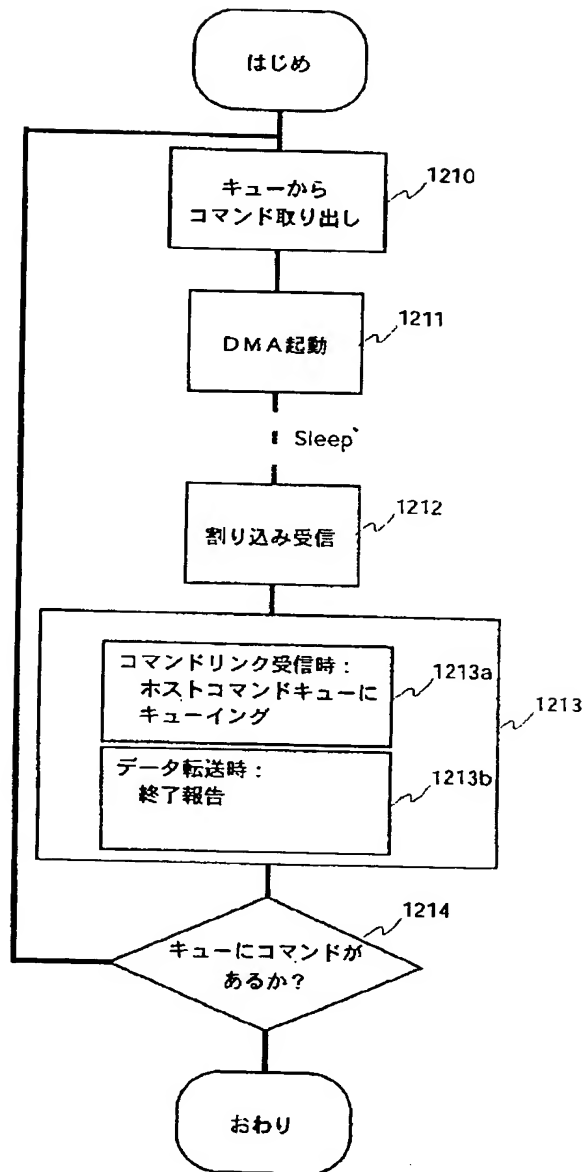 はじめ
キューから
コマンド取り出し
1210
DMA起動
1211
Sleep
割り込み受信
1212
コマンドリンク受信時:
ホストコマンドキューに
キューイング
1213a
1213
データ転送時:
終了報告
1213b
キューにコマンドが
あるか?
1214
おわり